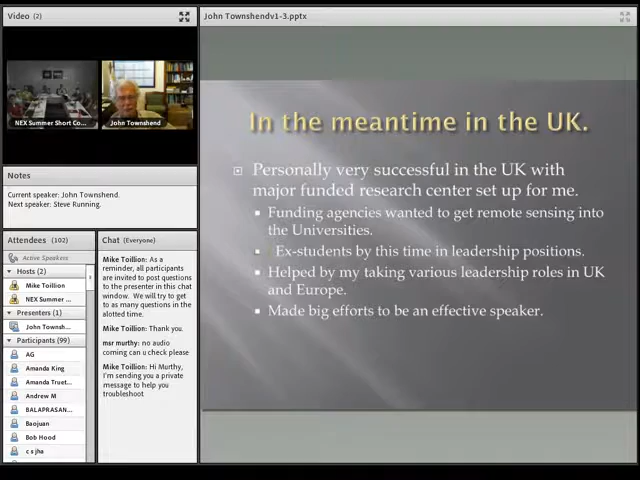 Video (2)
NEX Summer Short Co...
John Townshend
Notes
Current speaker: John Townshend.
Next speaker: Steve Running.
Attendees (102)
Active Speakers
Hosts (2)
Mike Toillion
NEX Summer ...
Presenters (1)
John Townsh...
Participants (99)
AG
Amanda King
Amanda Truet...
Andrew M
BALAPRASAN...
Baojuan
Bob Hood
c s jha
Chat (Everyone)
Mike Toillion: As a
reminder, all participants
are invited to post questions
to the presenter in this chat
window. We will try to get
to as many questions in the
alotted time.
Mike Toillion: Thank you.
msr murthy: no audio
coming can u check please
Mike Toillion: Hi Murthy,
I'm sending you a private
message to help you
troubleshoot
John Townshendv1-3.pptx
In the meantime in the UK.
Personally very successful in the UK with
major funded research center set up for me.
Funding agencies wanted to get remote sensing into
the Universities.
Ex-students by this time in leadership positions.
Helped by my taking various leadership roles in UK
and Europe.
Made big efforts to be an effective speaker.